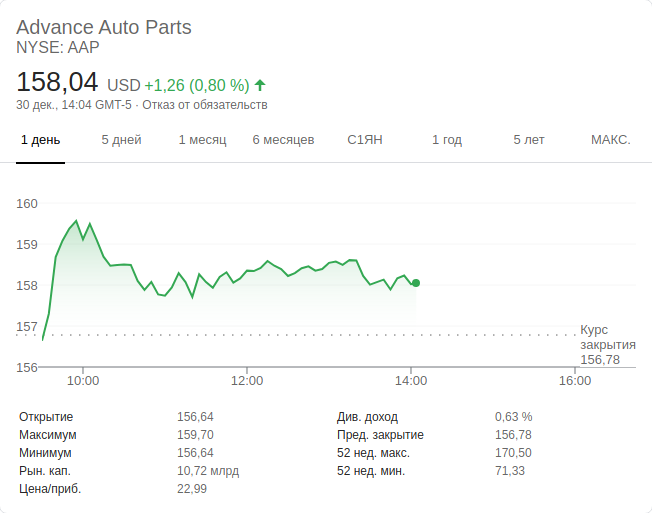 Advance Auto Parts
NYSE: AAP
158,04 USD +1,26 (0,80 %)
30 дек., 14:04 GMT-5 · Отказ от обязательств
1 день 5 дней 1 месяц 6 месяцев С1ЯН 1 год 5 лет МАКС.
160
159
158
157
156
Курс
закрытия
156,78
10:00 12:00 14:00 16:00
Открытие 156,64 Див. доход 0,63 %
Максимум 159,70 Пред. закрытие 156,78
Минимум 156,64 52 нед. макс. 170,50
Рын. кап. 10,72 млрд 52 нед. мин. 71,33
Цена/приб. 22,99